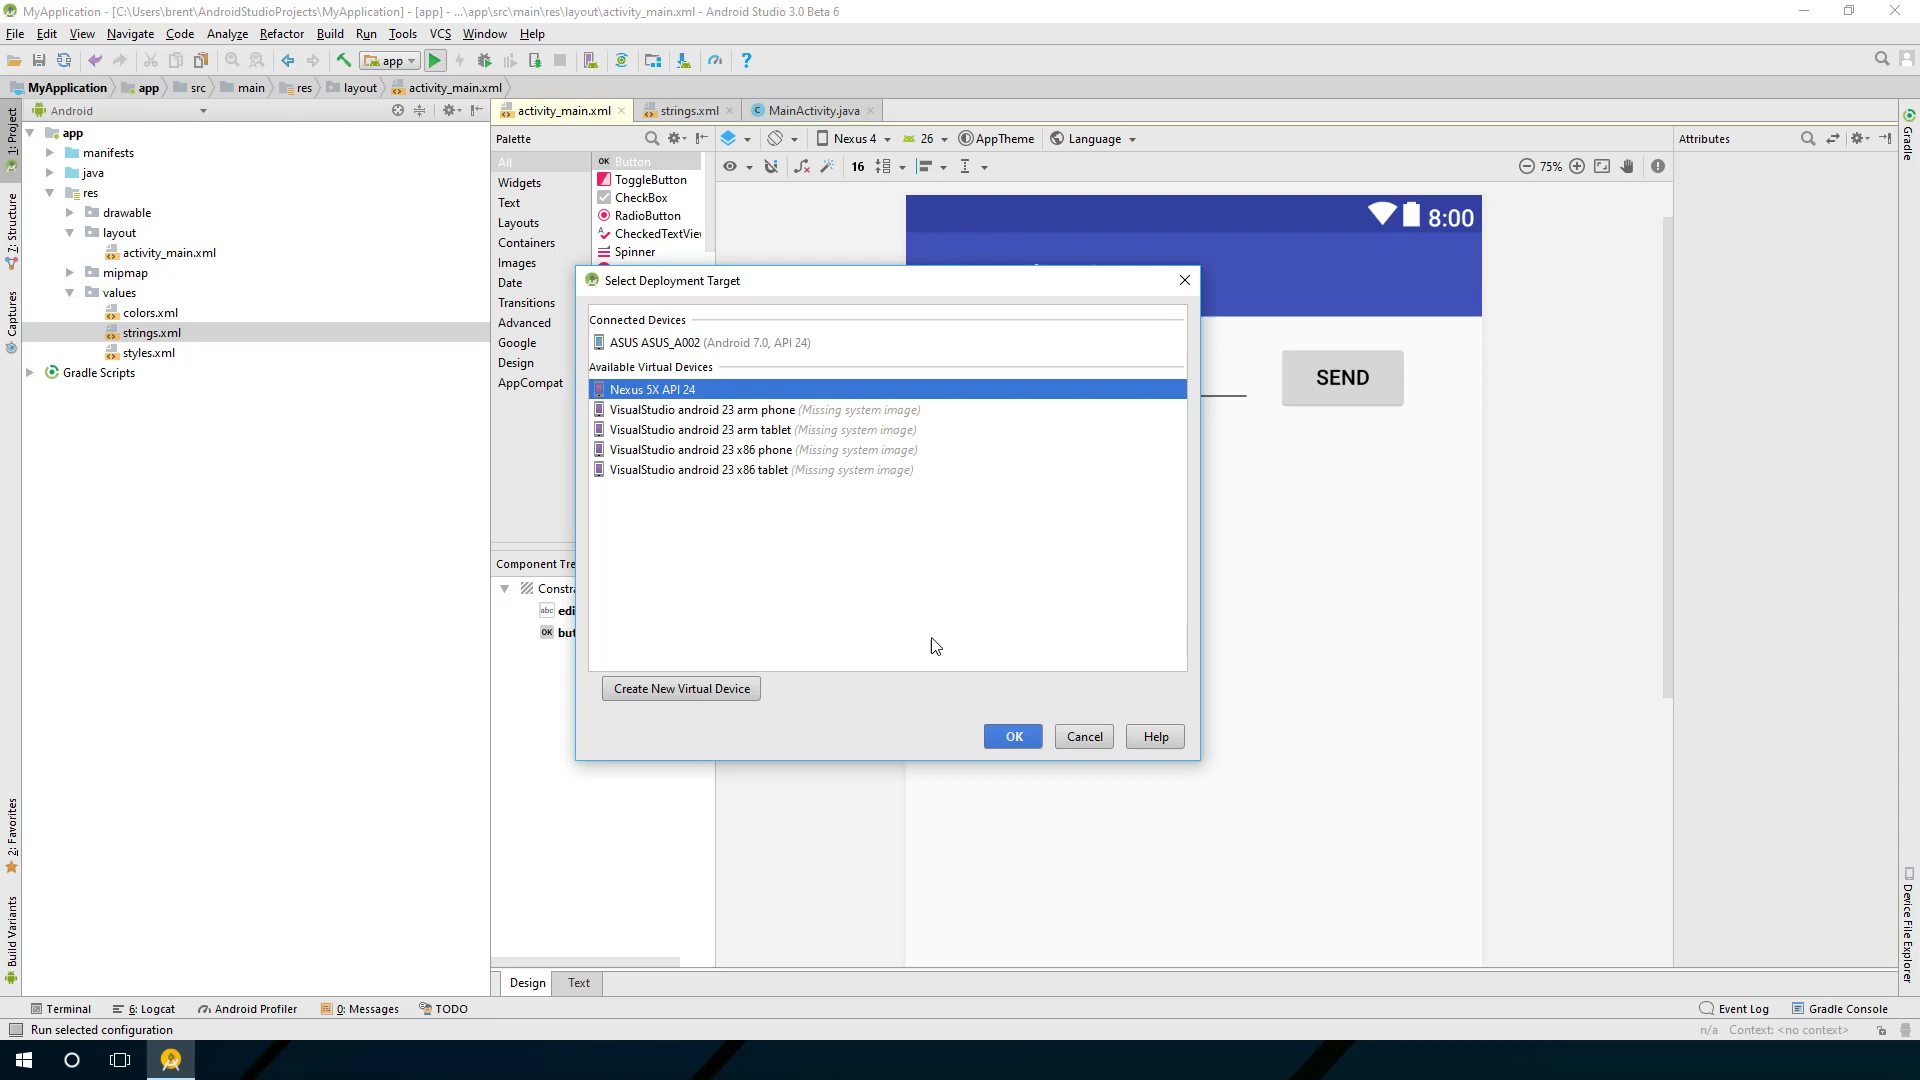 MyApplication - [C:\Users\brent\AndroidStudioProjects\MyApplication] - [app] - ...\app\src\main\res\layout\activity_main.xml - Android Studio 3.0 Beta 6
File Edit View Navigate Code Analyze Refactor Build Run Tools VCS Window Help
app
MyApplication app src main res layout activity_main.xml
Android
activity_main.xml strings.xml MainActivity.java
1: Project
7: Structure
Captures
2: Favorites
Build Variants
app
manifests
java
res
drawable
layout
activity_main.xml
mipmap
values
colors.xml
strings.xml
styles.xml
Gradle Scripts
Palette
All
Widgets
Text
Layouts
Containers
Images
Date
Transitions
Advanced
Google
Design
AppCompat
OK Button
ToggleButton
CheckBox
RadioButton
CheckedTextVie
Spinner
Nexus 4 26 AppTheme Language
16
75%
Attributes
8:00
SEND
Select Deployment Target
Connected Devices
ASUS ASUS_A002 (Android 7.0, API 24)
Available Virtual Devices
Nexus 5X API 24
VisualStudio android 23 arm phone (Missing system image)
VisualStudio android 23 arm tablet (Missing system image)
VisualStudio android 23 x86 phone (Missing system image)
VisualStudio android 23 x86 tablet (Missing system image)
Create New Virtual Device
OK Cancel Help
Component Tre
Constra
abc edi
OK but
Design Text
Gradle
Device File Explorer
Terminal 6: Logcat Android Profiler 0: Messages TODO
Event Log Gradle Console
Run selected configuration
n/a Context: <no context>